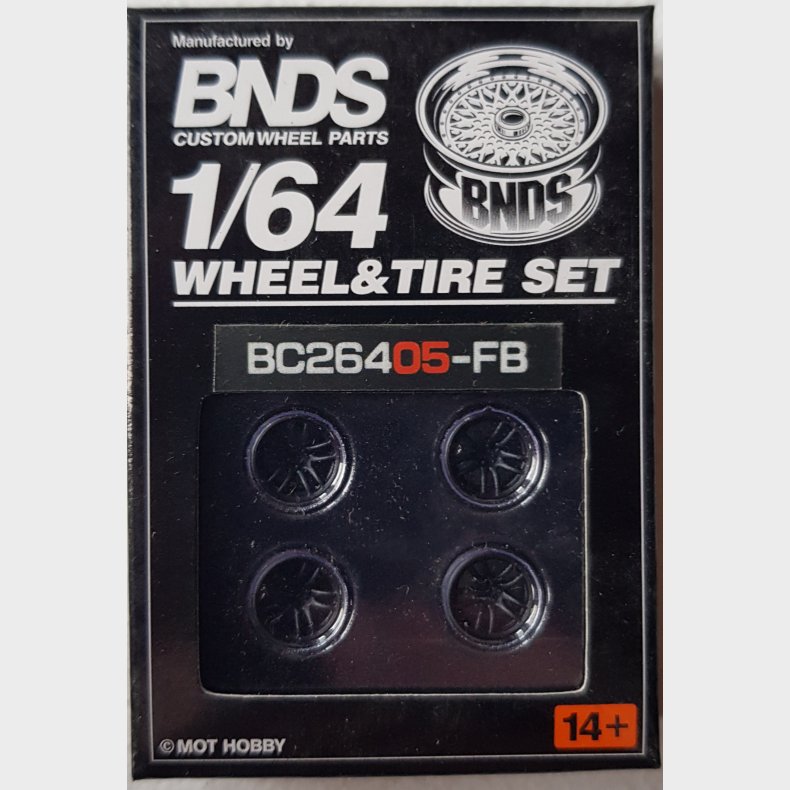 Manufactured by
BNDS
CUSTOM WHEEL PARTS
1/64
BNDS
WHEEL&TIRE SET
BC26405-FB
14+
© MOT HOBBY